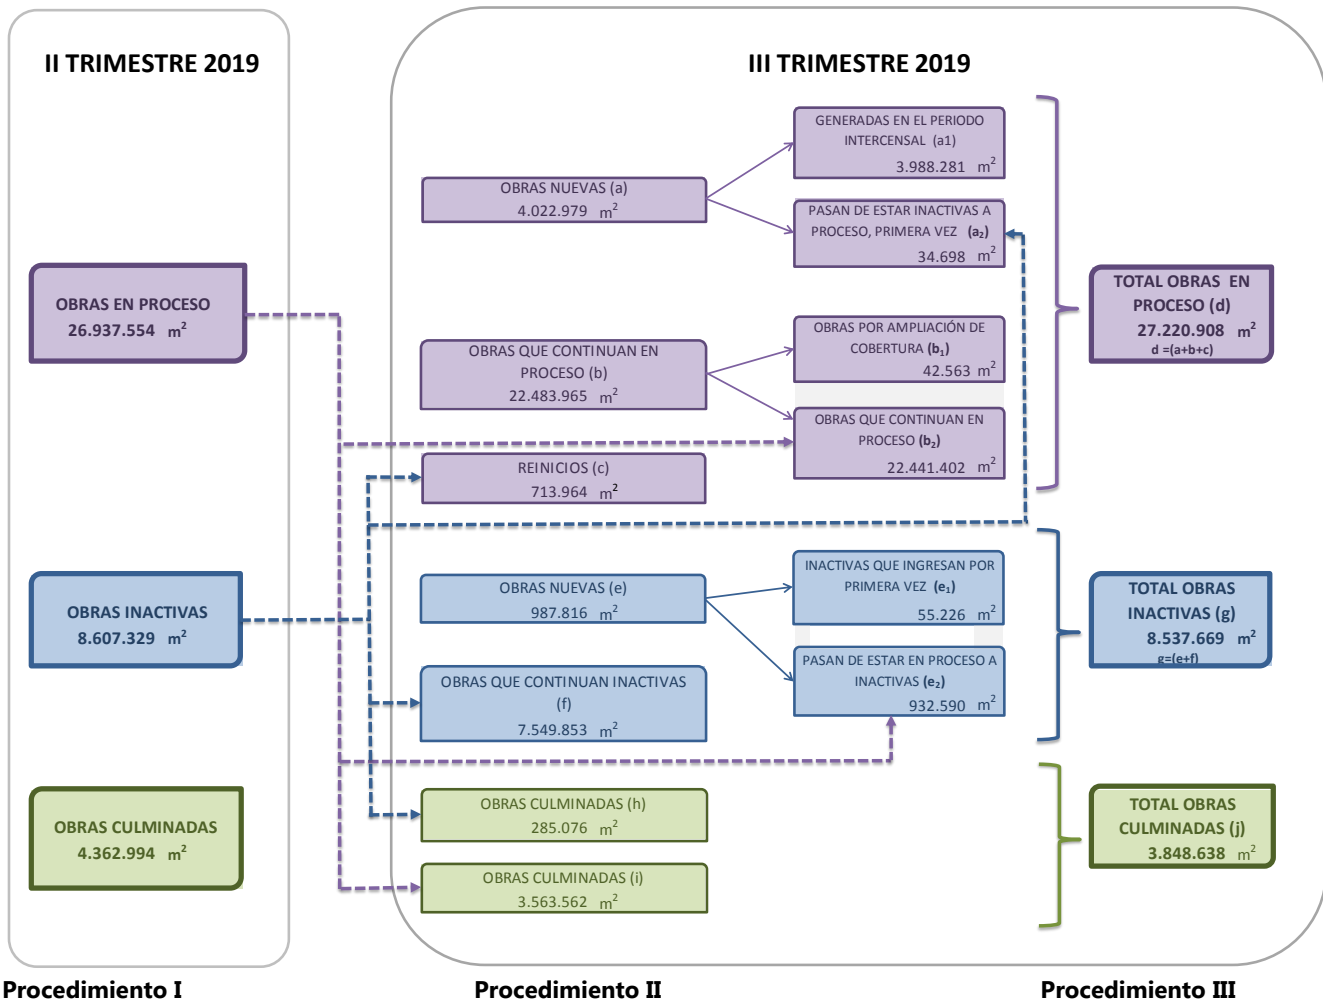 II TRIMESTRE 2019
III TRIMESTRE 2019
GENERADAS EN EL PERIODO
INTERCENSAL (a1)
3.988.281 m²
OBRAS NUEVAS (a)
4.022.979 m²
PASAN DE ESTAR INACTIVAS A
PROCESO, PRIMERA VEZ (a₂)
34.698 m²
OBRAS EN PROCESO
26.937.554 m²
TOTAL OBRAS EN
PROCESO (d)
27.220.908 m²
d =(a+b+c)
OBRAS POR AMPLIACIÓN DE
COBERTURA (b₁)
42.563 m²
OBRAS QUE CONTINUAN EN
PROCESO (b)
22.483.965 m²
OBRAS QUE CONTINUAN EN
PROCESO (b₂)
22.441.402 m²
REINICIOS (c)
713.964 m²
INACTIVAS QUE INGRESAN POR
PRIMERA VEZ (e₁)
55.226 m²
OBRAS NUEVAS (e)
987.816 m²
OBRAS INACTIVAS
8.607.329 m²
TOTAL OBRAS
INACTIVAS (g)
8.537.669 m²
g=(e+f)
PASAN DE ESTAR EN PROCESO A
INACTIVAS (e₂)
932.590 m²
OBRAS QUE CONTINUAN INACTIVAS
(f)
7.549.853 m²
OBRAS CULMINADAS
4.362.994 m²
OBRAS CULMINADAS (h)
285.076 m²
TOTAL OBRAS
CULMINADAS (j)
3.848.638 m²
OBRAS CULMINADAS (i)
3.563.562 m²
Procedimiento I
Procedimiento II
Procedimiento III